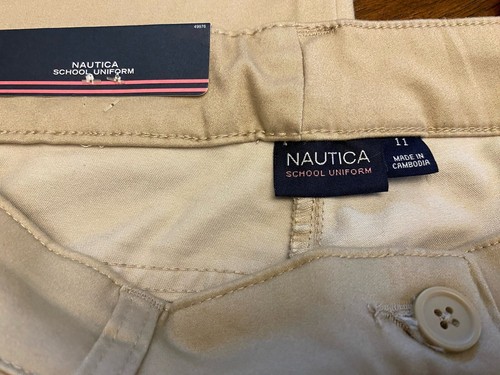 NAUTICA
SCHOOL UNIFORM
NAUTICA
SCHOOL UNIFORM
11
MADE IN
CAMBODIA